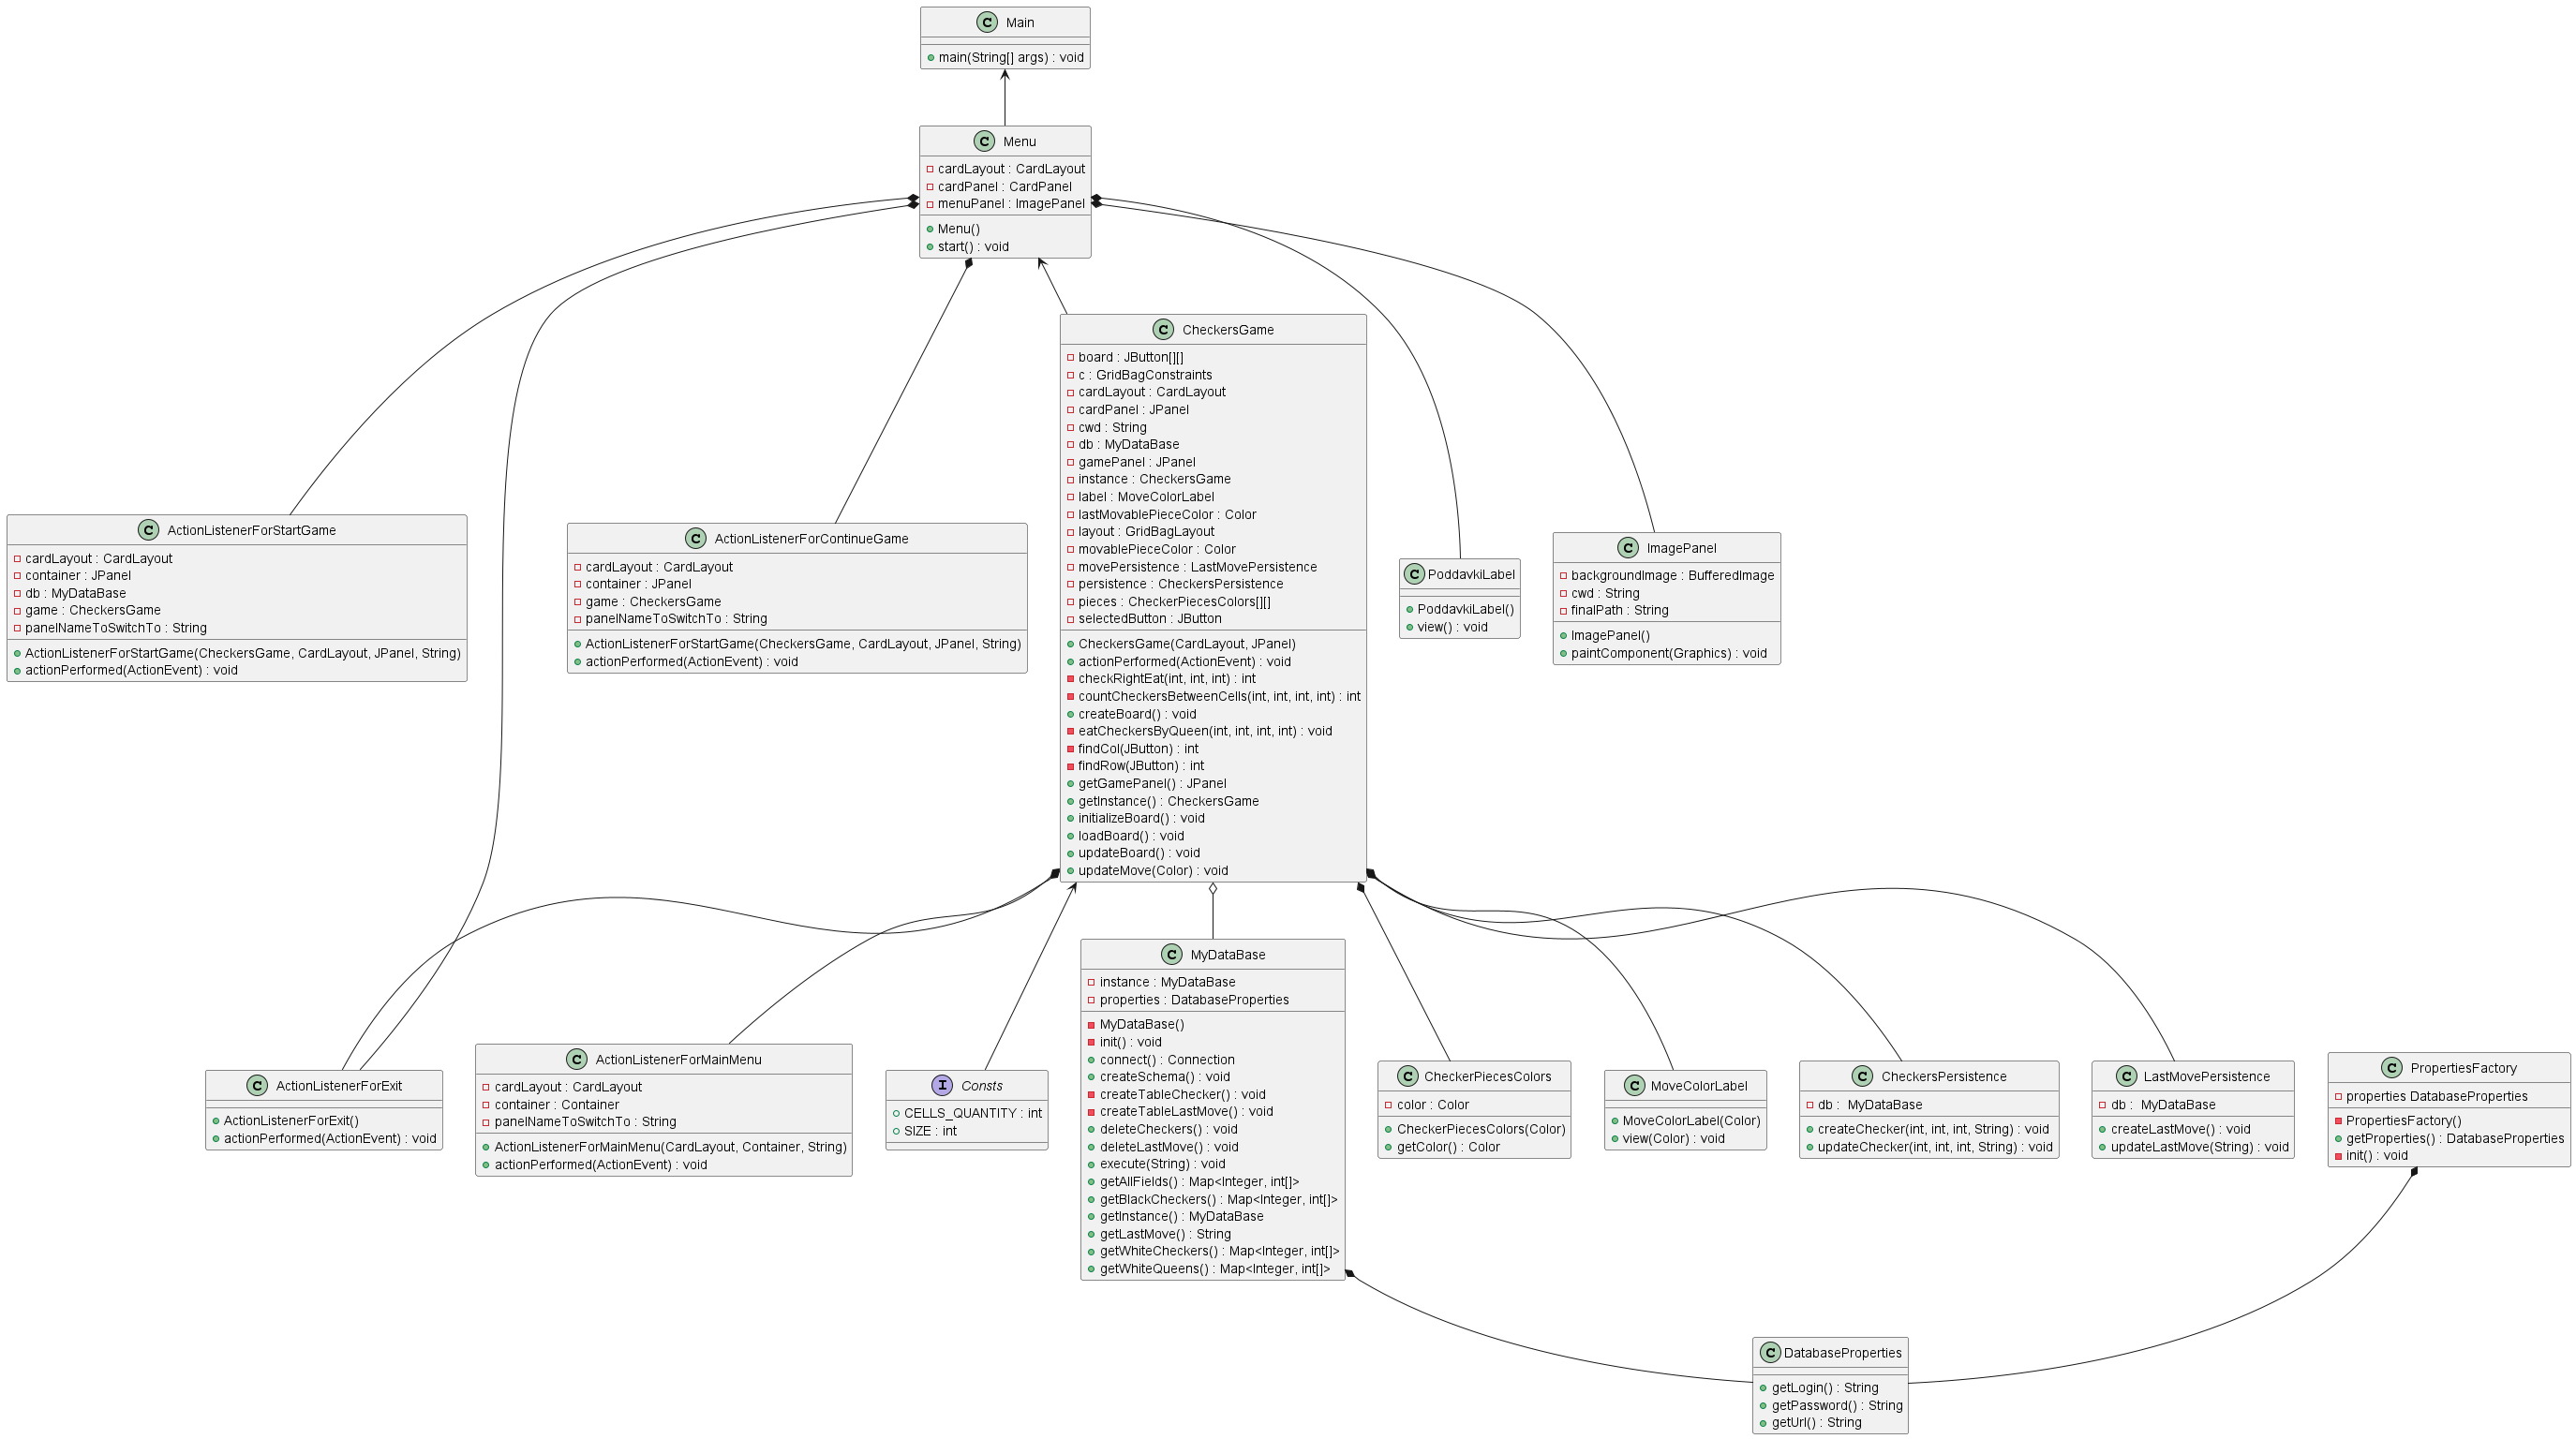 Main
main(String[] args) : void
Menu
cardLayout : CardLayout
cardPanel : CardPanel
menuPanel : ImagePanel
Menu()
start() : void
CheckersGame
board : JButton[][]
c : GridBagConstraints
cardLayout : CardLayout
cardPanel : JPanel
cwd : String
db : MyDataBase
gamePanel : JPanel
instance : CheckersGame
label : MoveColorLabel
lastMovablePieceColor : Color
layout : GridBagLayout
movablePieceColor : Color
movePersistence : LastMovePersistence
persistence : CheckersPersistence
pieces : CheckerPiecesColors[][]
selectedButton : JButton
CheckersGame(CardLayout, JPanel)
actionPerformed(ActionEvent) : void
checkRightEat(int, int, int) : int
countCheckersBetweenCells(int, int, int, int) : int
createBoard() : void
eatCheckersByQueen(int, int, int, int) : void
findCol(JButton) : int
findRow(JButton) : int
getGamePanel() : JPanel
getInstance() : CheckersGame
initializeBoard() : void
loadBoard() : void
updateBoard() : void
updateMove(Color) : void
ActionListenerForStartGame
cardLayout : CardLayout
container : JPanel
db : MyDataBase
game : CheckersGame
panelNameToSwitchTo : String
ActionListenerForStartGame(CheckersGame, CardLayout, JPanel, String)
actionPerformed(ActionEvent) : void
ActionListenerForContinueGame
cardLayout : CardLayout
container : JPanel
game : CheckersGame
panelNameToSwitchTo : String
ActionListenerForStartGame(CheckersGame, CardLayout, JPanel, String)
actionPerformed(ActionEvent) : void
PoddavkiLabel
PoddavkiLabel()
view() : void
ImagePanel
backgroundImage : BufferedImage
cwd : String
finalPath : String
ImagePanel()
paintComponent(Graphics) : void
ActionListenerForExit
ActionListenerForExit()
actionPerformed(ActionEvent) : void
ActionListenerForMainMenu
cardLayout : CardLayout
container : Container
panelNameToSwitchTo : String
ActionListenerForMainMenu(CardLayout, Container, String)
actionPerformed(ActionEvent) : void
Consts
CELLS_QUANTITY : int
SIZE : int
MyDataBase
instance : MyDataBase
properties : DatabaseProperties
MyDataBase()
init() : void
connect() : Connection
createSchema() : void
createTableChecker() : void
createTableLastMove() : void
deleteCheckers() : void
deleteLastMove() : void
execute(String) : void
getAllFields() : Map<Integer, int[]>
getBlackCheckers() : Map<Integer, int[]>
getInstance() : MyDataBase
getLastMove() : String
getWhiteCheckers() : Map<Integer, int[]>
getWhiteQueens() : Map<Integer, int[]>
CheckerPiecesColors
color : Color
CheckerPiecesColors(Color)
getColor() : Color
MoveColorLabel
MoveColorLabel(Color)
view(Color) : void
CheckersPersistence
db :  MyDataBase
createChecker(int, int, int, String) : void
updateChecker(int, int, int, String) : void
LastMovePersistence
db :  MyDataBase
createLastMove() : void
updateLastMove(String) : void
PropertiesFactory
properties DatabaseProperties
PropertiesFactory()
getProperties() : DatabaseProperties
init() : void
DatabaseProperties
getLogin() : String
getPassword() : String
getUrl() : String